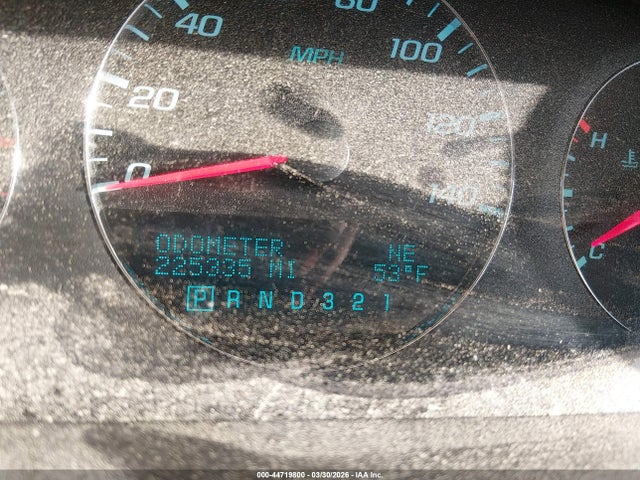 80
40
100
MPH
20
120
H
0
140
ODOMETER NE
225395 MI 53°F
C
P R N D 3 2 1
000-44719800 - 03/30/2026 - IAA Inc.